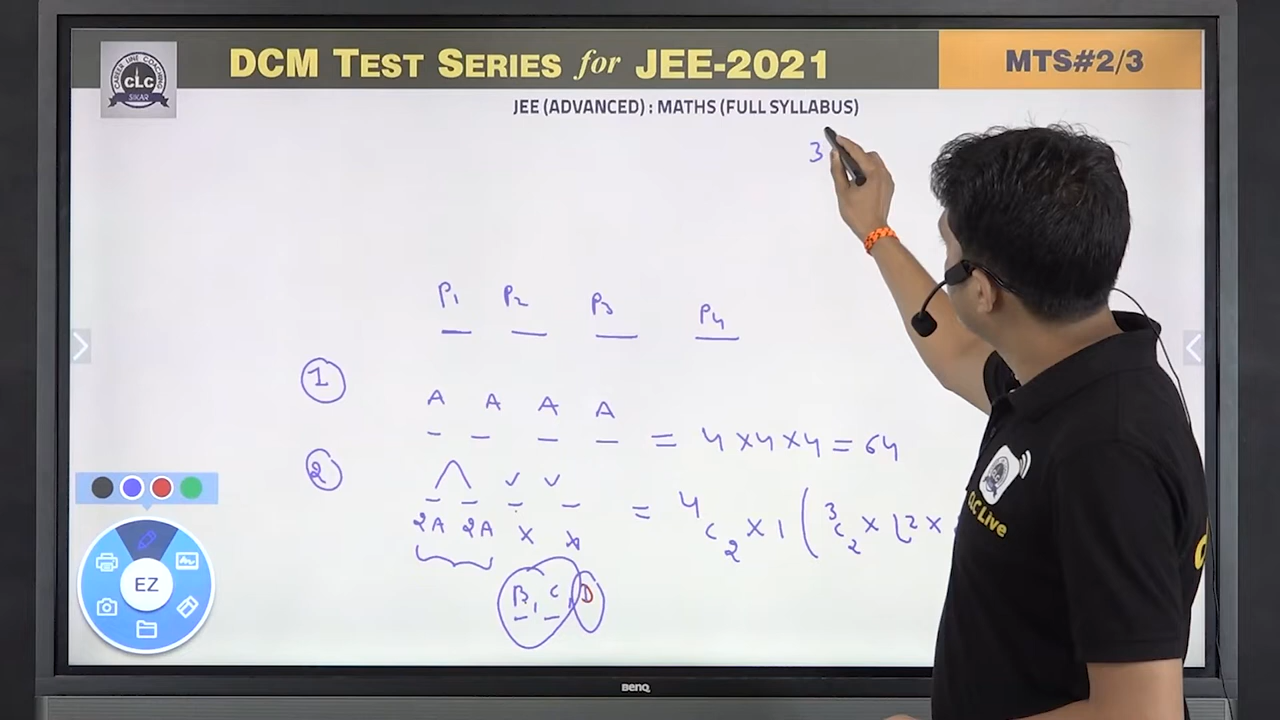 DCM TEST SERIES for JEE-2021
MTS#2/3
CAREER LINE COACHING
CLC
SIKAR
JEE (ADVANCED) : MATHS (FULL SYLLABUS)
3
P1 P2 P3 P4
1
A A A A
= 4 x 4 x 4 = 64
2
2A 2A x x
= 4C2 x 1 ( 3C2 x L2 x
B, C, D
EZ
CLC Live
BenQ